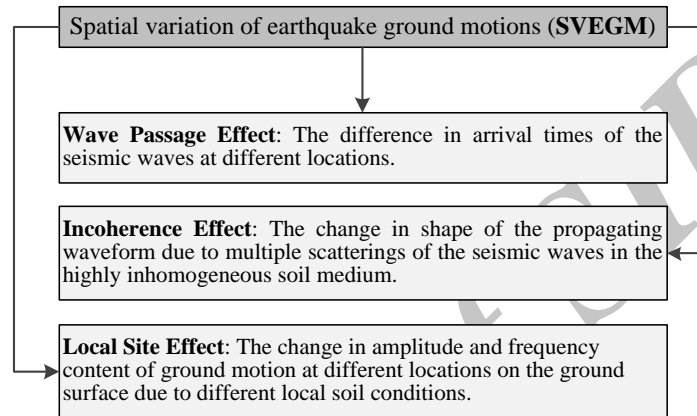 Spatial variation of earthquake ground motions (SVEGM)
Wave Passage Effect: The difference in arrival times of the
seismic waves at different locations.
Incoherence Effect: The change in shape of the propagating
waveform due to multiple scatterings of the seismic waves in the
highly inhomogeneous soil medium.
Local Site Effect: The change in amplitude and frequency
content of ground motion at different locations on the ground
surface due to different local soil conditions.